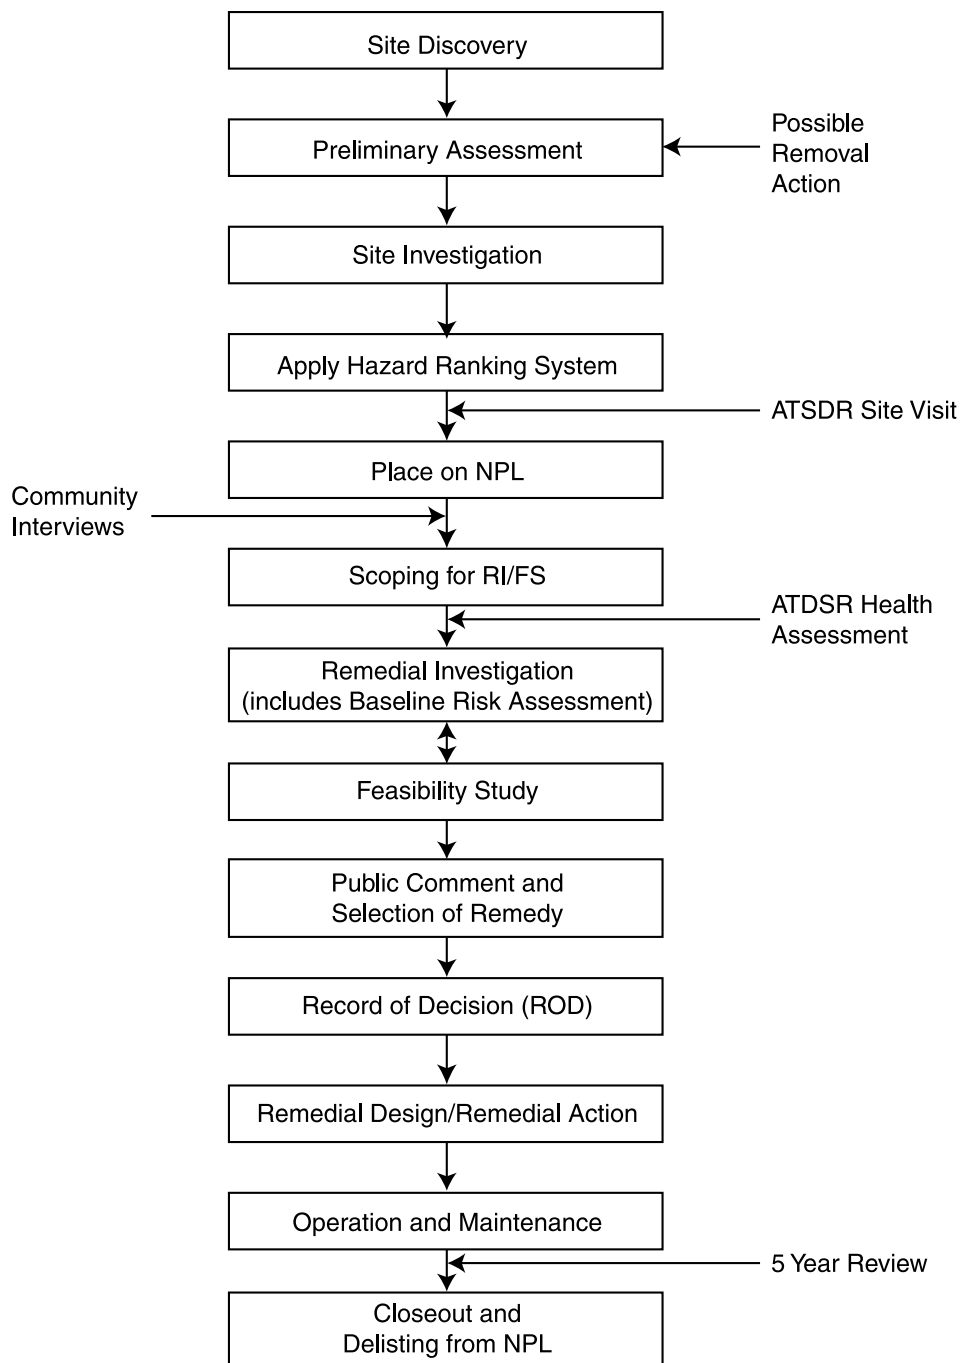 Site Discovery
Preliminary Assessment
Possible
Removal
Action
Site Investigation
Apply Hazard Ranking System
ATSDR Site Visit
Place on NPL
Community
Interviews
Scoping for RI/FS
ATDSR Health
Assessment
Remedial Investigation
(includes Baseline Risk Assessment)
Feasibility Study
Public Comment and
Selection of Remedy
Record of Decision (ROD)
Remedial Design/Remedial Action
Operation and Maintenance
5 Year Review
Closeout and
Delisting from NPL